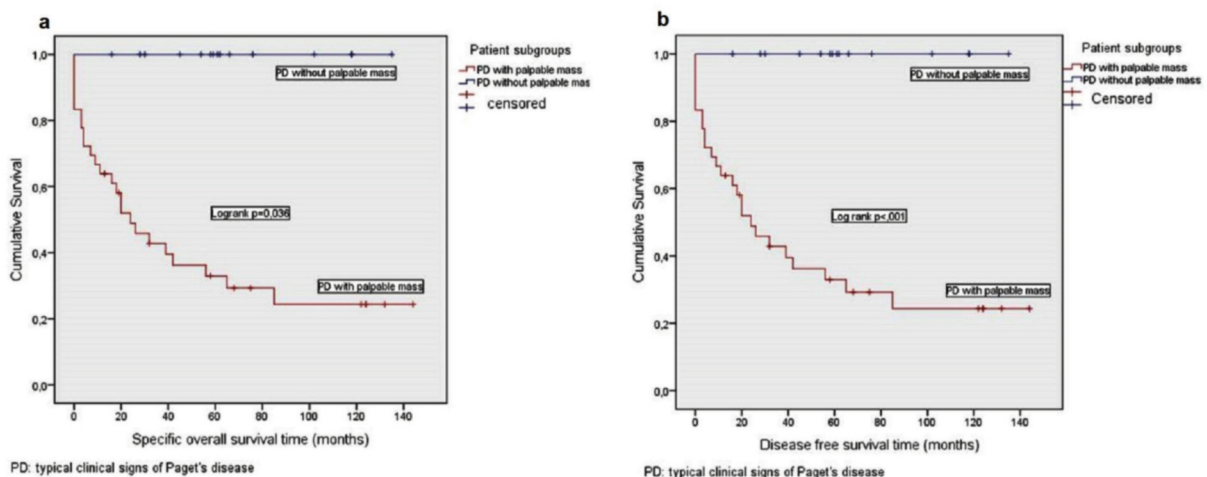 a
Patient subgroups
PD with palpable mass
PD without palpable mas
censored
PD without palpable mass
Logrank p=0,036
PD with palpable mass
Cumulative Survival
1,0
0,8
0,6
0,4
0,2
0,0
0 20 40 60 80 100 120 140
Specific overall survival time (months)
PD: typical clinical signs of Paget's disease
b
Patient subgroups
PD with palpable mass
PD without palpable mass
Censored
PD without palpable mass
Log rank p<,001
PD with palpable mass
Cumulative Survival
1,0
0,8
0,6
0,4
0,2
0,0
0 20 40 60 80 100 120 140
Disease free survival time (months)
PD: typical clinical signs of Paget's disease